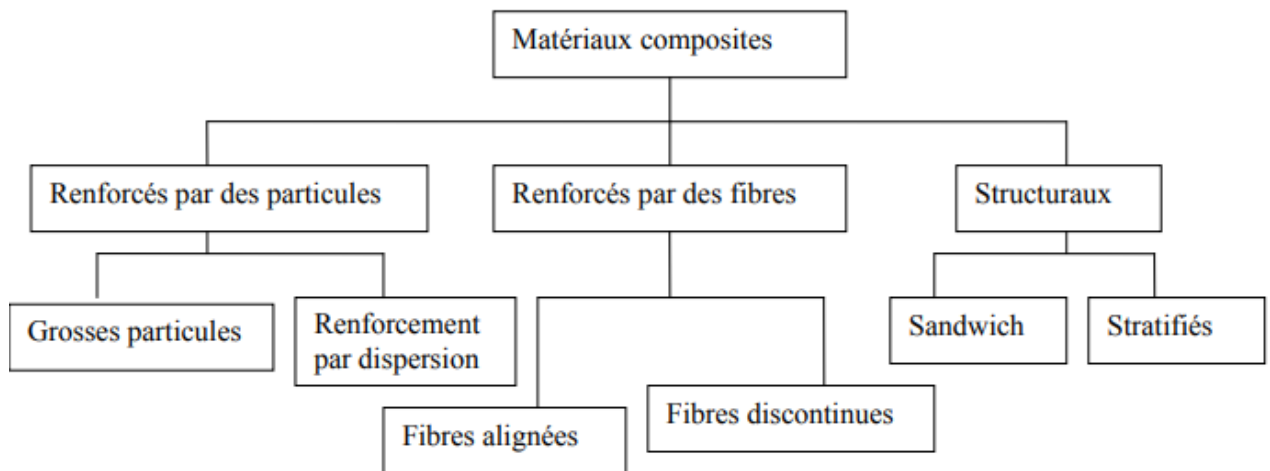 Matériaux composites
Renforcés par des particules
Renforcés par des fibres
Structuraux
Grosses particules
Renforcement
par dispersion
Fibres alignées
Fibres discontinues
Sandwich
Stratifiés